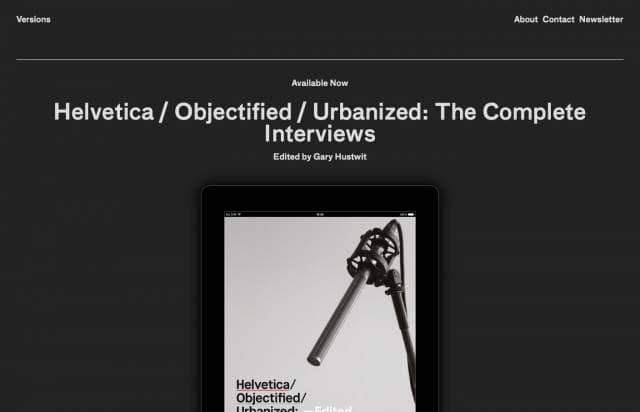 Versions
About Contact Newsletter
Available Now
Helvetica / Objectified / Urbanized: The Complete
Interviews
Edited by Gary Hustwit
Helvetica/
Objectified/
Urbanized: —Edited